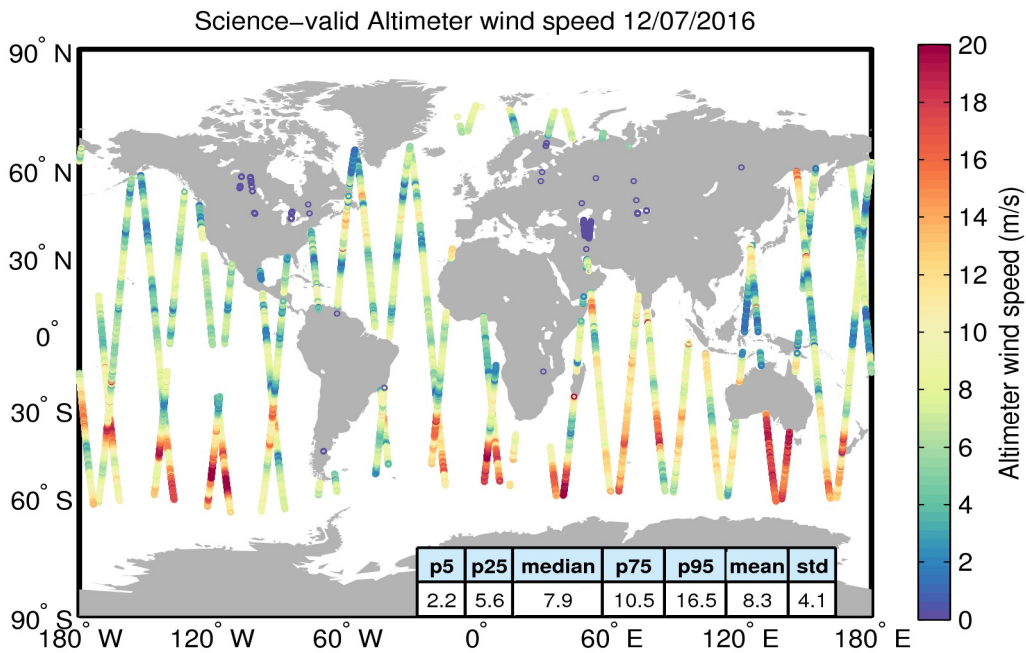 Science−valid Altimeter wind speed 12/07/2016
90° N
60° N
30° N
0°
30° S
60° S
90° S
180° W
120° W
60° W
0°
60° E
120° E
180° E
p5 p25 median p75 p95 mean std
2.2 5.6 7.9 10.5 16.5 8.3 4.1
20
18
16
14
12
10
8
6
4
2
0
Altimeter wind speed (m/s)